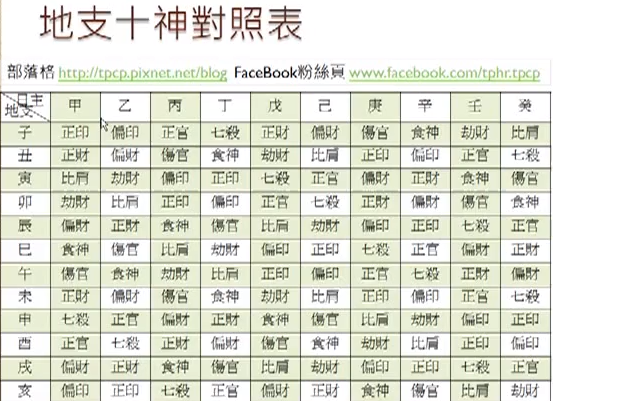 地支十神對照表
部落格 http://tpcp.pixnet.net/blog FaceBook粉絲頁 www.facebook.com/tphr.tpcp
日主 地支 甲 乙 丙 丁 戊 己 庚 辛 壬 癸
子 正印 偏印 正官 七殺 正財 偏財 傷官 食神 劫財 比肩
丑 正財 偏財 傷官 食神 劫財 比肩 正印 偏印 正官 七殺
寅 比肩 劫財 偏印 正印 七殺 正官 偏財 正財 食神 傷官
卯 劫財 比肩 正印 偏印 正官 七殺 正財 偏財 傷官 食神
辰 偏財 正財 食神 傷官 比肩 劫財 偏印 正印 七殺 正官
巳 食神 傷官 比肩 劫財 偏印 正印 七殺 正官 偏財 正財
午 傷官 食神 劫財 比肩 正印 偏印 正官 七殺 正財 偏財
未 正財 偏財 傷官 食神 劫財 比肩 正印 偏印 正官 七殺
申 七殺 正官 偏財 正財 食神 傷官 比肩 劫財 偏印 正印
酉 正官 七殺 正財 偏財 傷官 食神 劫財 比肩 正印 偏印
戌 偏財 正財 食神 傷官 比肩 劫財 偏印 正印 七殺 正官
亥 偏印 正印 七殺 正官 偏財 正財 食神 傷官 比肩 劫財